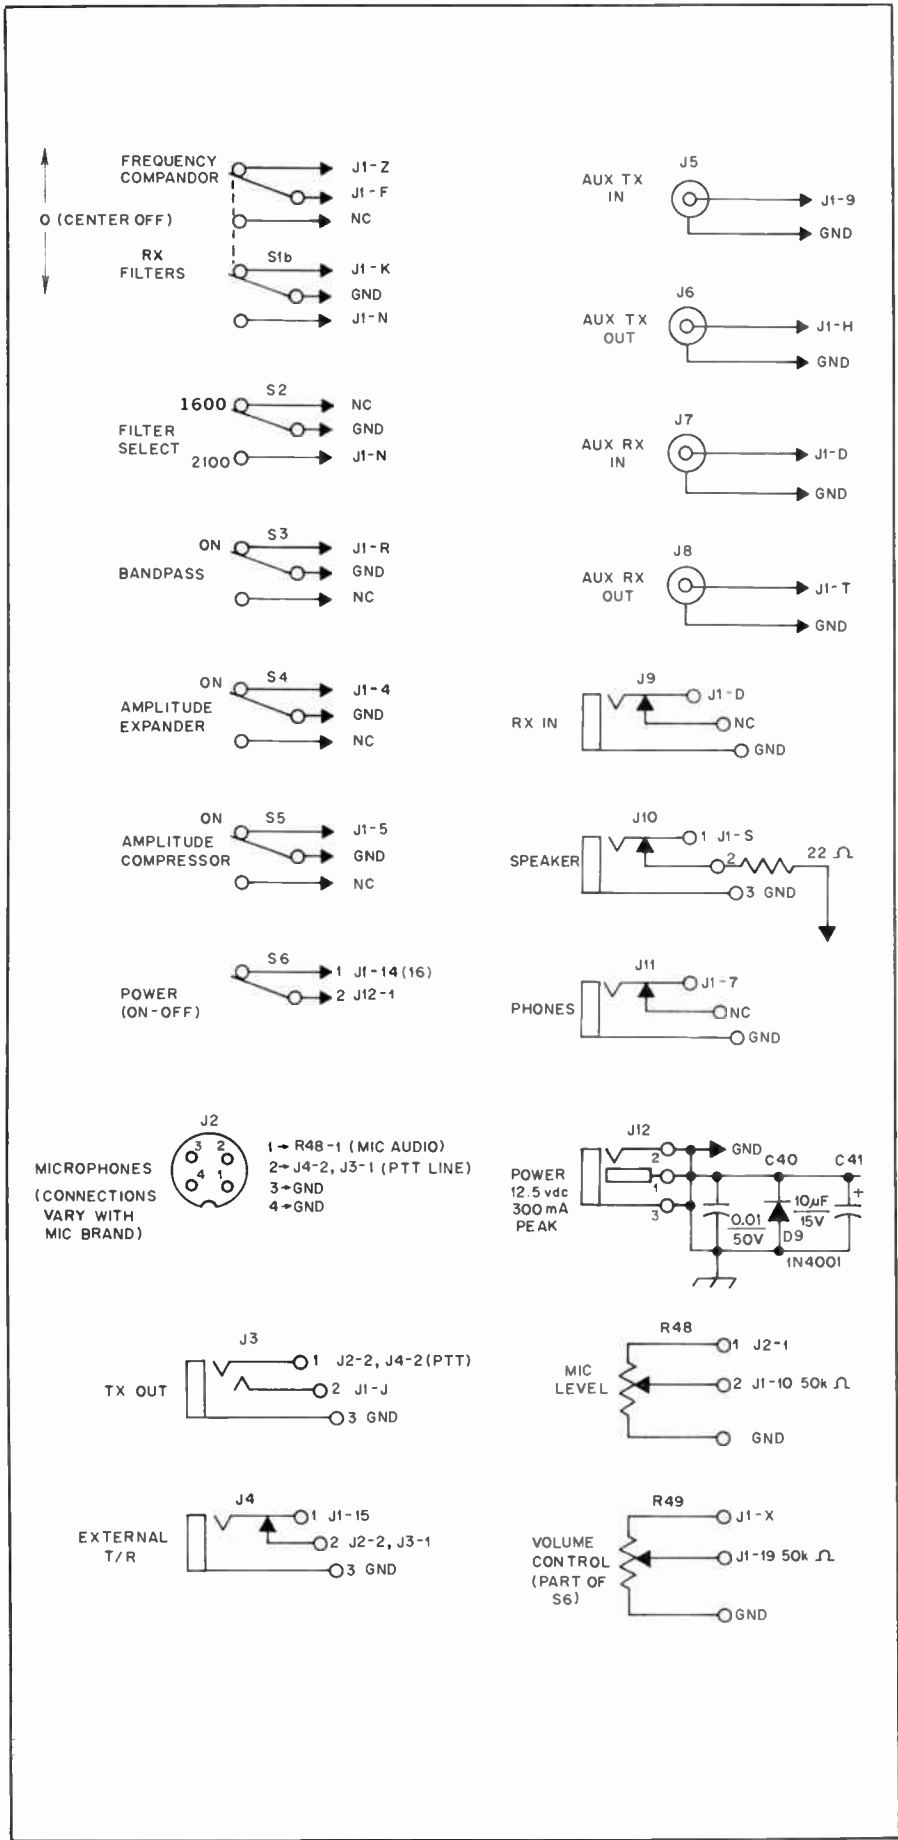 FREQUENCY
COMPANDOR
J1-Z
J1-F
O (CENTER OFF)
NC
RX
FILTERS
S1b
J1-K
GND
J1-N
1600
S2
NC
FILTER
SELECT
GND
2100
J1-N
ON
S3
J1-R
BANDPASS
GND
NC
ON
S4
J1-4
AMPLITUDE
EXPANDER
GND
NC
ON
S5
J1-5
AMPLITUDE
COMPRESSOR
GND
NC
S6
1 J1-14(16)
POWER
(ON-OFF)
2 J12-1
J2
3 2
4 1
MICROPHONES
(CONNECTIONS
VARY WITH
MIC BRAND)
1→R48-1 (MIC AUDIO)
2→J4-2, J3-1 (PTT LINE)
3→GND
4→GND
J3
TX OUT
1 J2-2, J4-2(PTT)
2 J1-J
3 GND
J4
EXTERNAL
T/R
1 J1-15
2 J2-2, J3-1
3 GND
J5
AUX TX
IN
J1-9
GND
J6
AUX TX
OUT
J1-H
GND
J7
AUX RX
IN
J1-D
GND
J8
AUX RX
OUT
J1-T
GND
J9
RX IN
J1-D
NC
GND
J10
SPEAKER
1 J1-S
2
22 Ω
3 GND
J11
PHONES
J1-7
NC
GND
J12
POWER
12.5 vdc
300 mA
PEAK
2
1
3
GND
C40
C41
0.01
50V
D9
1N4001
10μF
15V
+
R48
MIC
LEVEL
1 J2-1
2 J1-10 50k Ω
GND
R49
VOLUME
CONTROL
(PART OF
S6)
J1-X
J1-19 50k Ω
GND